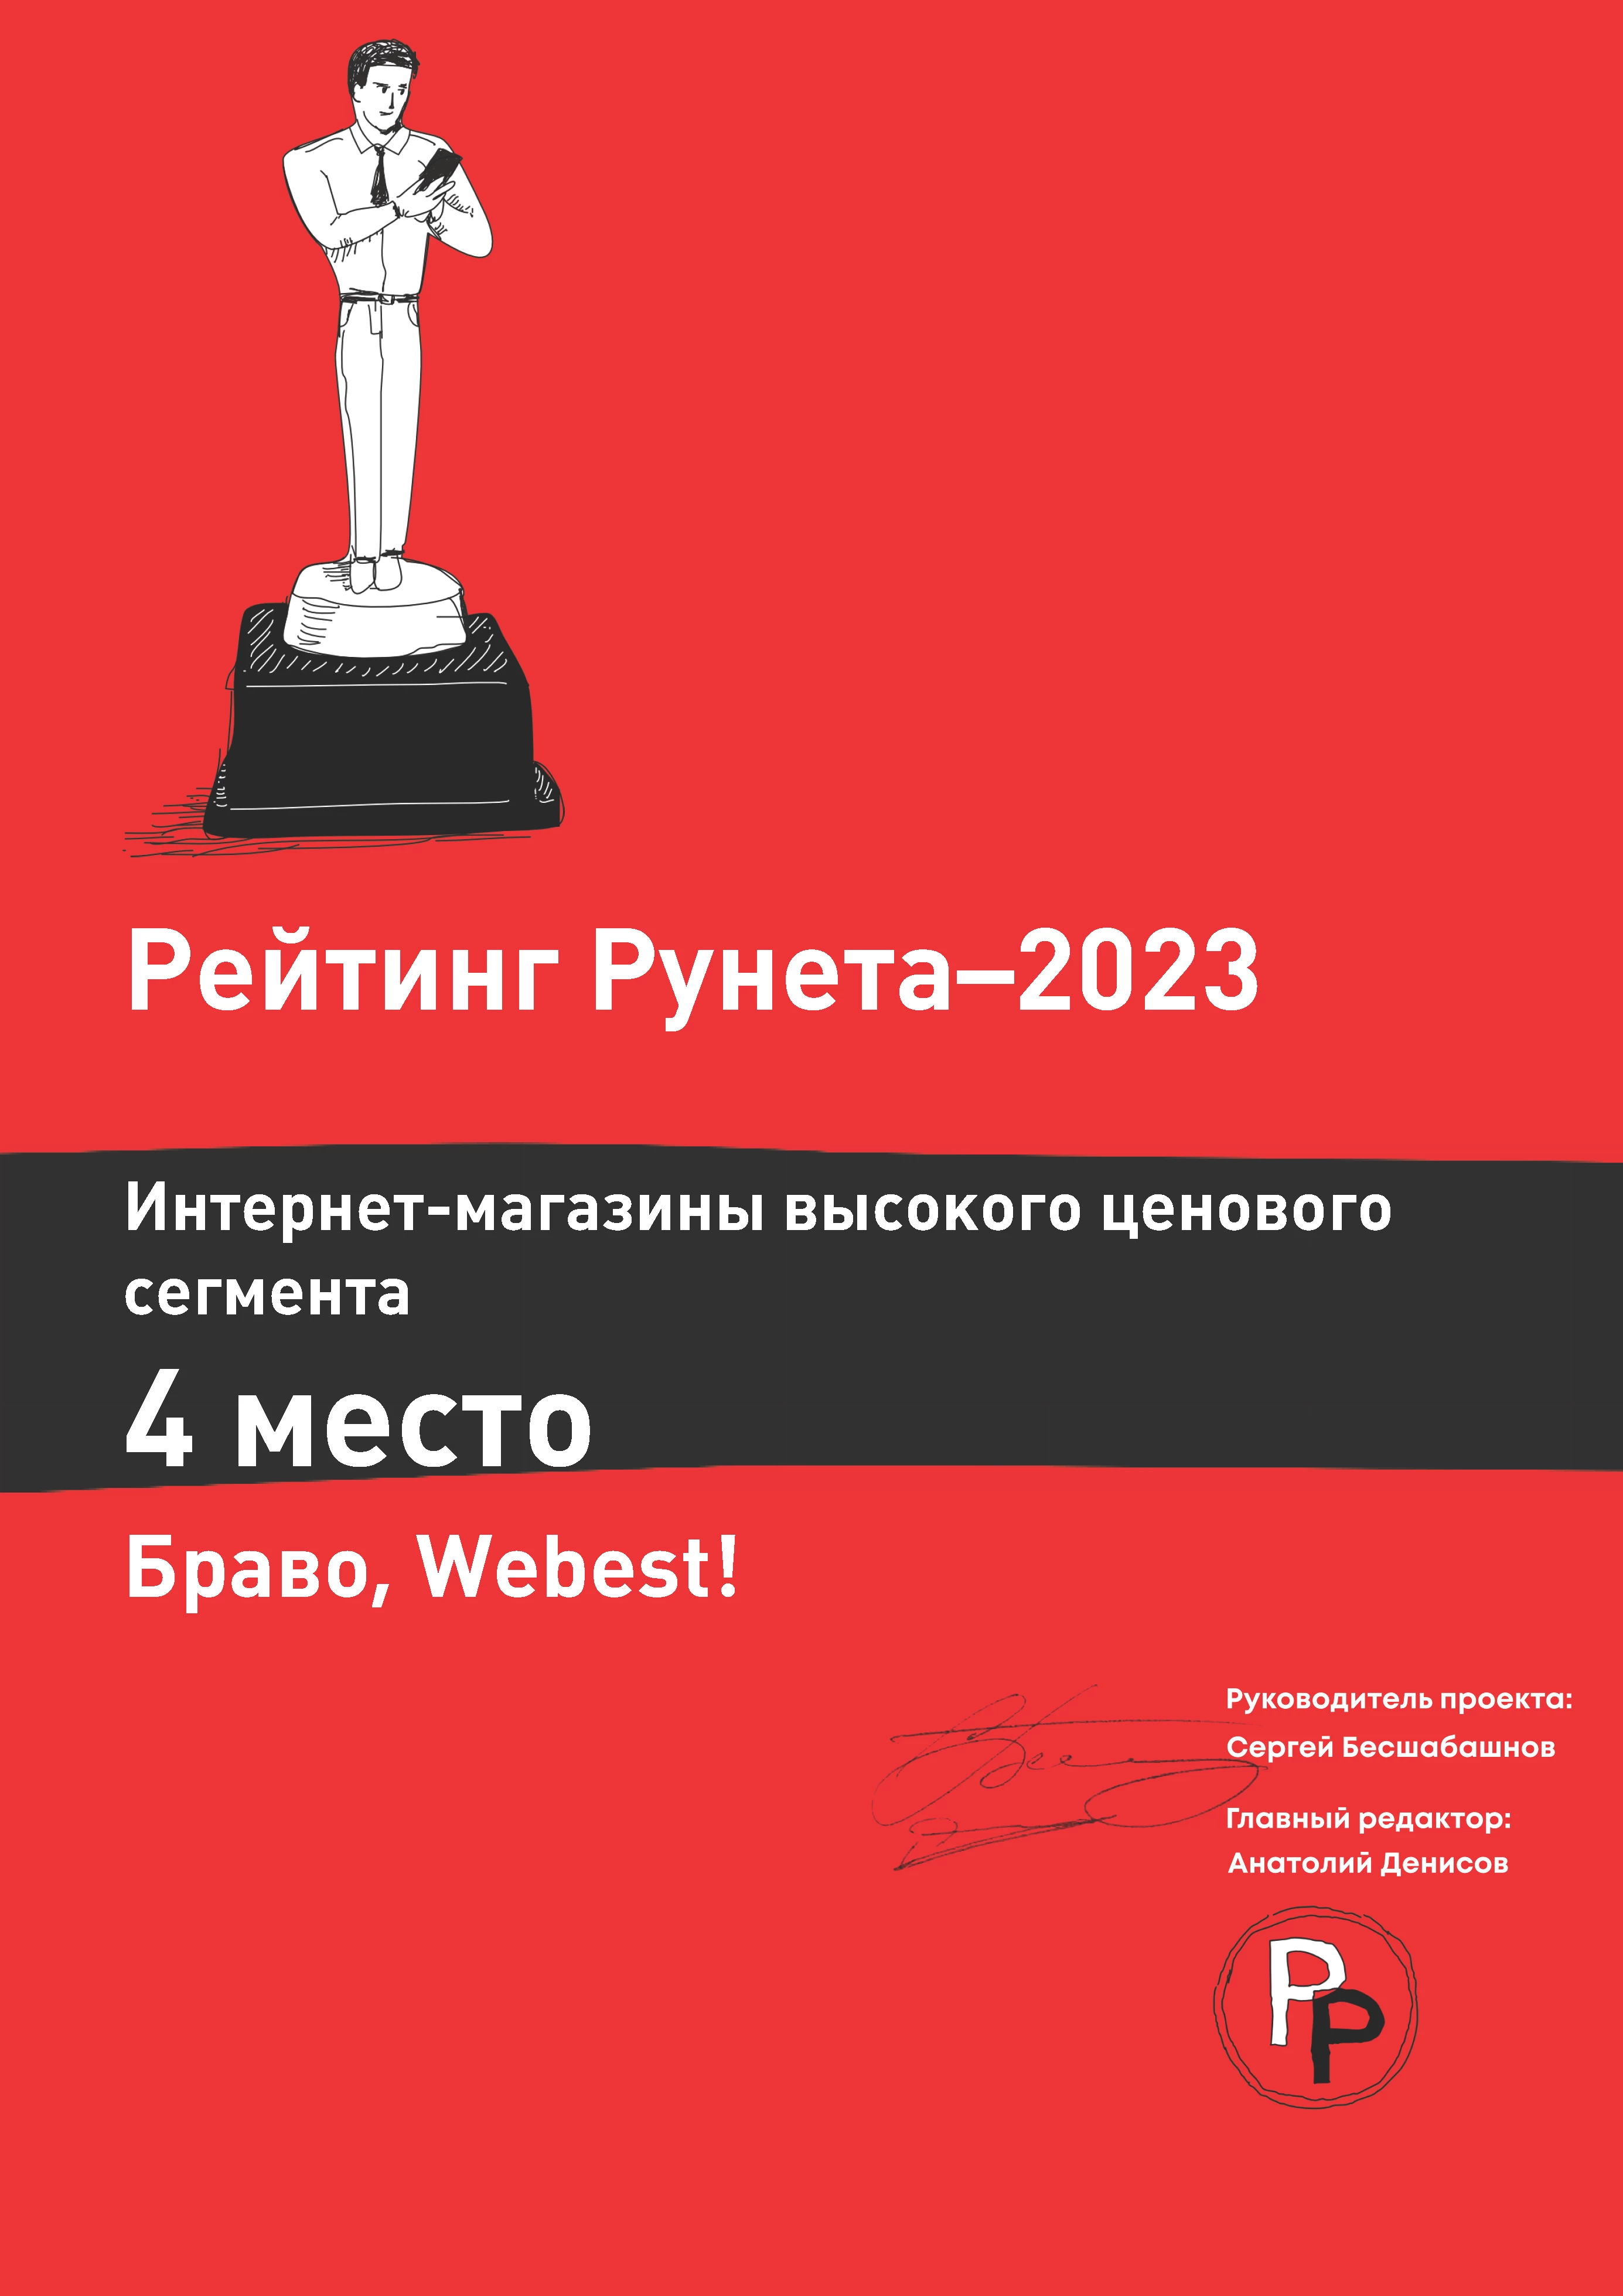 Рейтинг Рунета–2023
Интернет-магазины высокого ценового
сегмента
4 место
Браво, Webest!
Руководитель проекта:
Сергей Бесшабашнов
Главный редактор:
Анатолий Денисов
РР